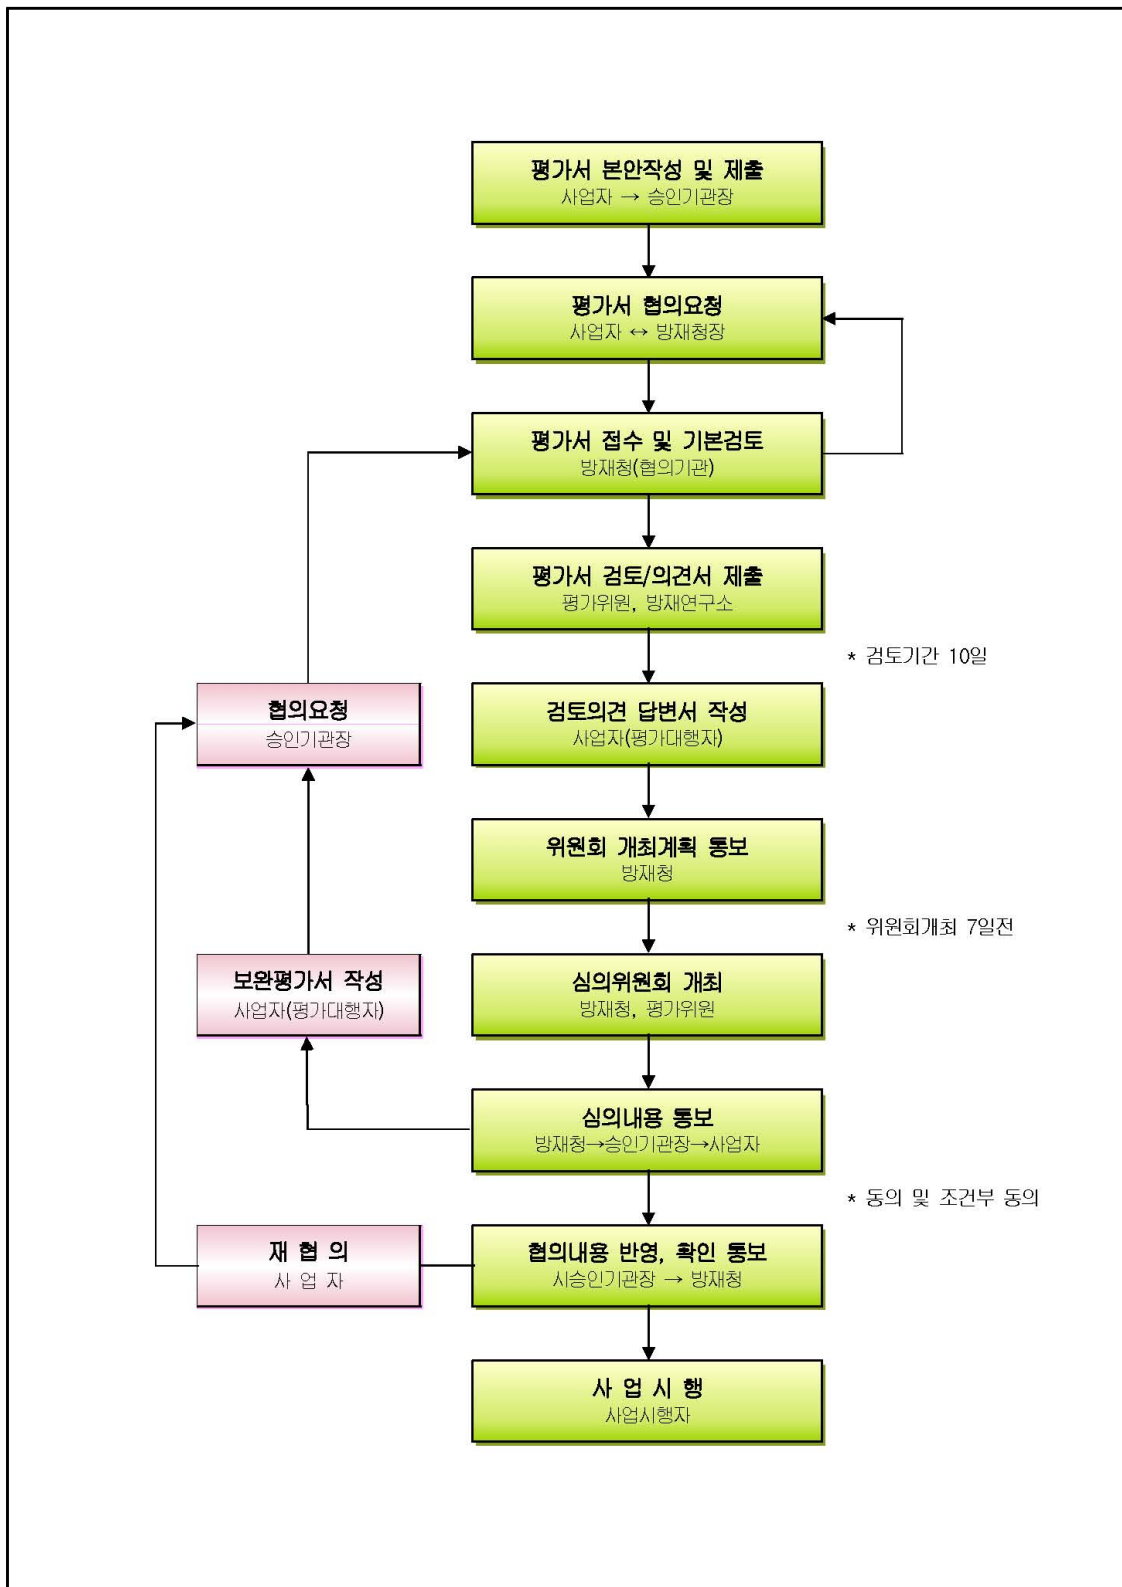 평가서 본안작성 및 제출
사업자 → 승인기관장
평가서 협의요청
사업자 ↔ 방재청장
평가서 접수 및 기본검토
방재청(협의기관)
평가서 검토/의견서 제출
평가위원, 방재연구소
* 검토기간 10일
협의요청
승인기관장
검토의견 답변서 작성
사업자(평가대행자)
위원회 개최계획 통보
방재청
* 위원회개최 7일전
보완평가서 작성
사업자(평가대행자)
심의위원회 개최
방재청, 평가위원
심의내용 통보
방재청→승인기관장→사업자
* 동의 및 조건부 동의
재 협 의
사 업 자
협의내용 반영, 확인 통보
시승인기관장 → 방재청
사 업 시 행
사업시행자